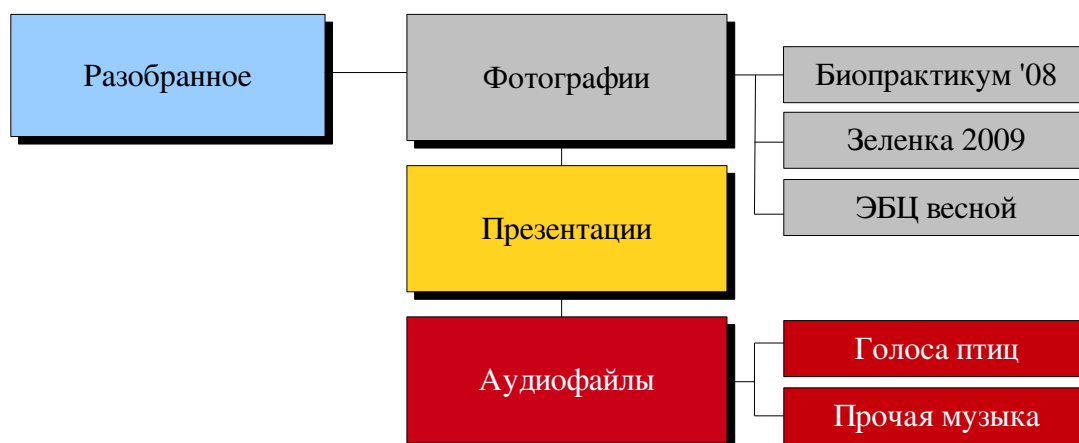 Разобранное
Фотографии
Биопрактикум '08
Зеленка 2009
ЭБЦ весной
Презентации
Аудиофайлы
Голоса птиц
Прочая музыка